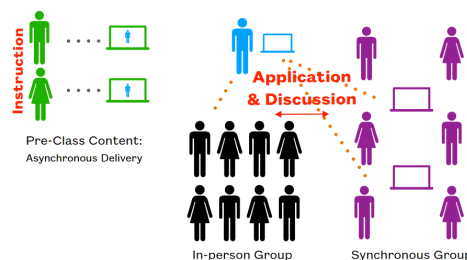 Instruction
Pre-Class Content:
Asynchronous Delivery
Application
& Discussion
In-person Group
Synchronous Group